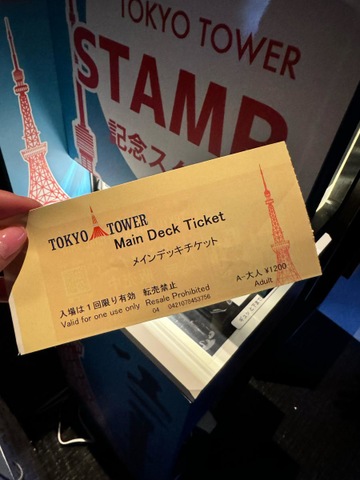 TOKYO TOWER
STAMP
記念ス
TOKYO TOWER
Main Deck Ticket
メインデッキチケット
入場は1回限り有効 転売禁止
Valid for one use only Resale Prohibited
04 0421078453756
A-大人 ¥1200
Adult